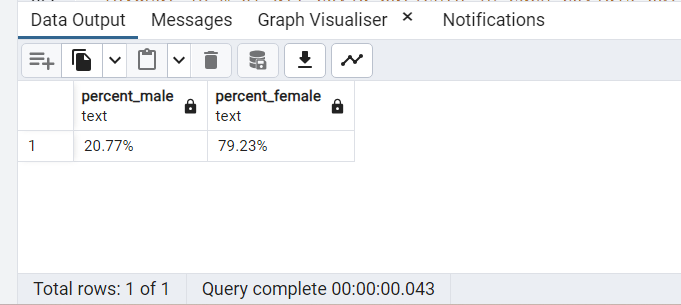 Data Output Messages Graph Visualiser × Notifications
percent_male percent_female
text text
1 20.77% 79.23%
Total rows: 1 of 1 Query complete 00:00:00.043